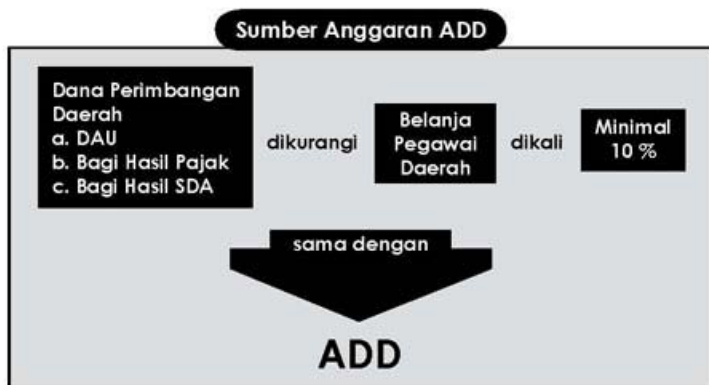 Sumber Anggaran ADD
Dana Perimbangan
Daerah
a. DAU
b. Bagi Hasil Pajak
c. Bagi Hasil SDA
dikurangi
Belanja
Pegawai
Daerah
dikali
Minimal
10 %
sama dengan
ADD